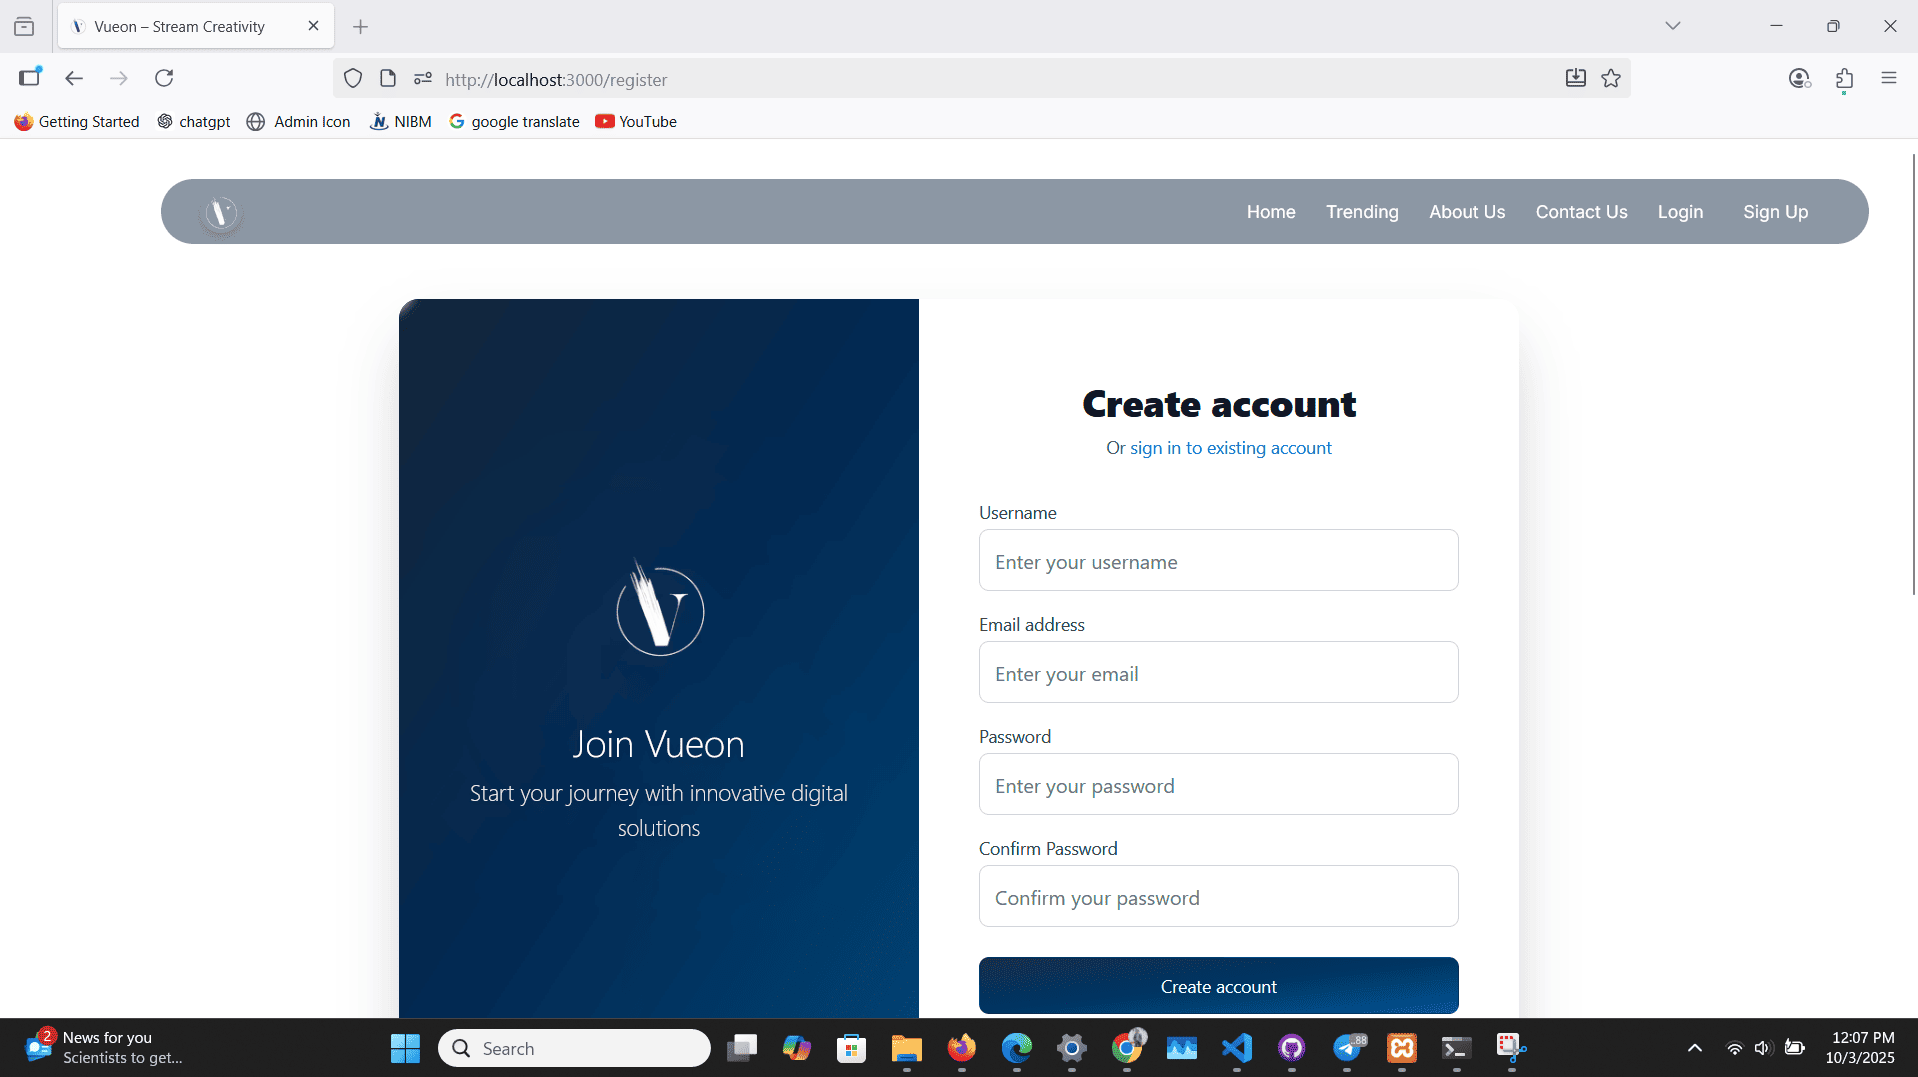 Vueon – Stream Creativity
http://localhost:3000/register
Getting Started
chatgpt
Admin Icon
NIBM
google translate
YouTube
Home
Trending
About Us
Contact Us
Login
Sign Up
Create account
Or sign in to existing account
Username
Enter your username
Email address
Enter your email
Password
Enter your password
Confirm Password
Confirm your password
Create account
Join Vueon
Start your journey with innovative digital
solutions
2
News for you
Scientists to get...
Search
.88
12:07 PM
10/3/2025